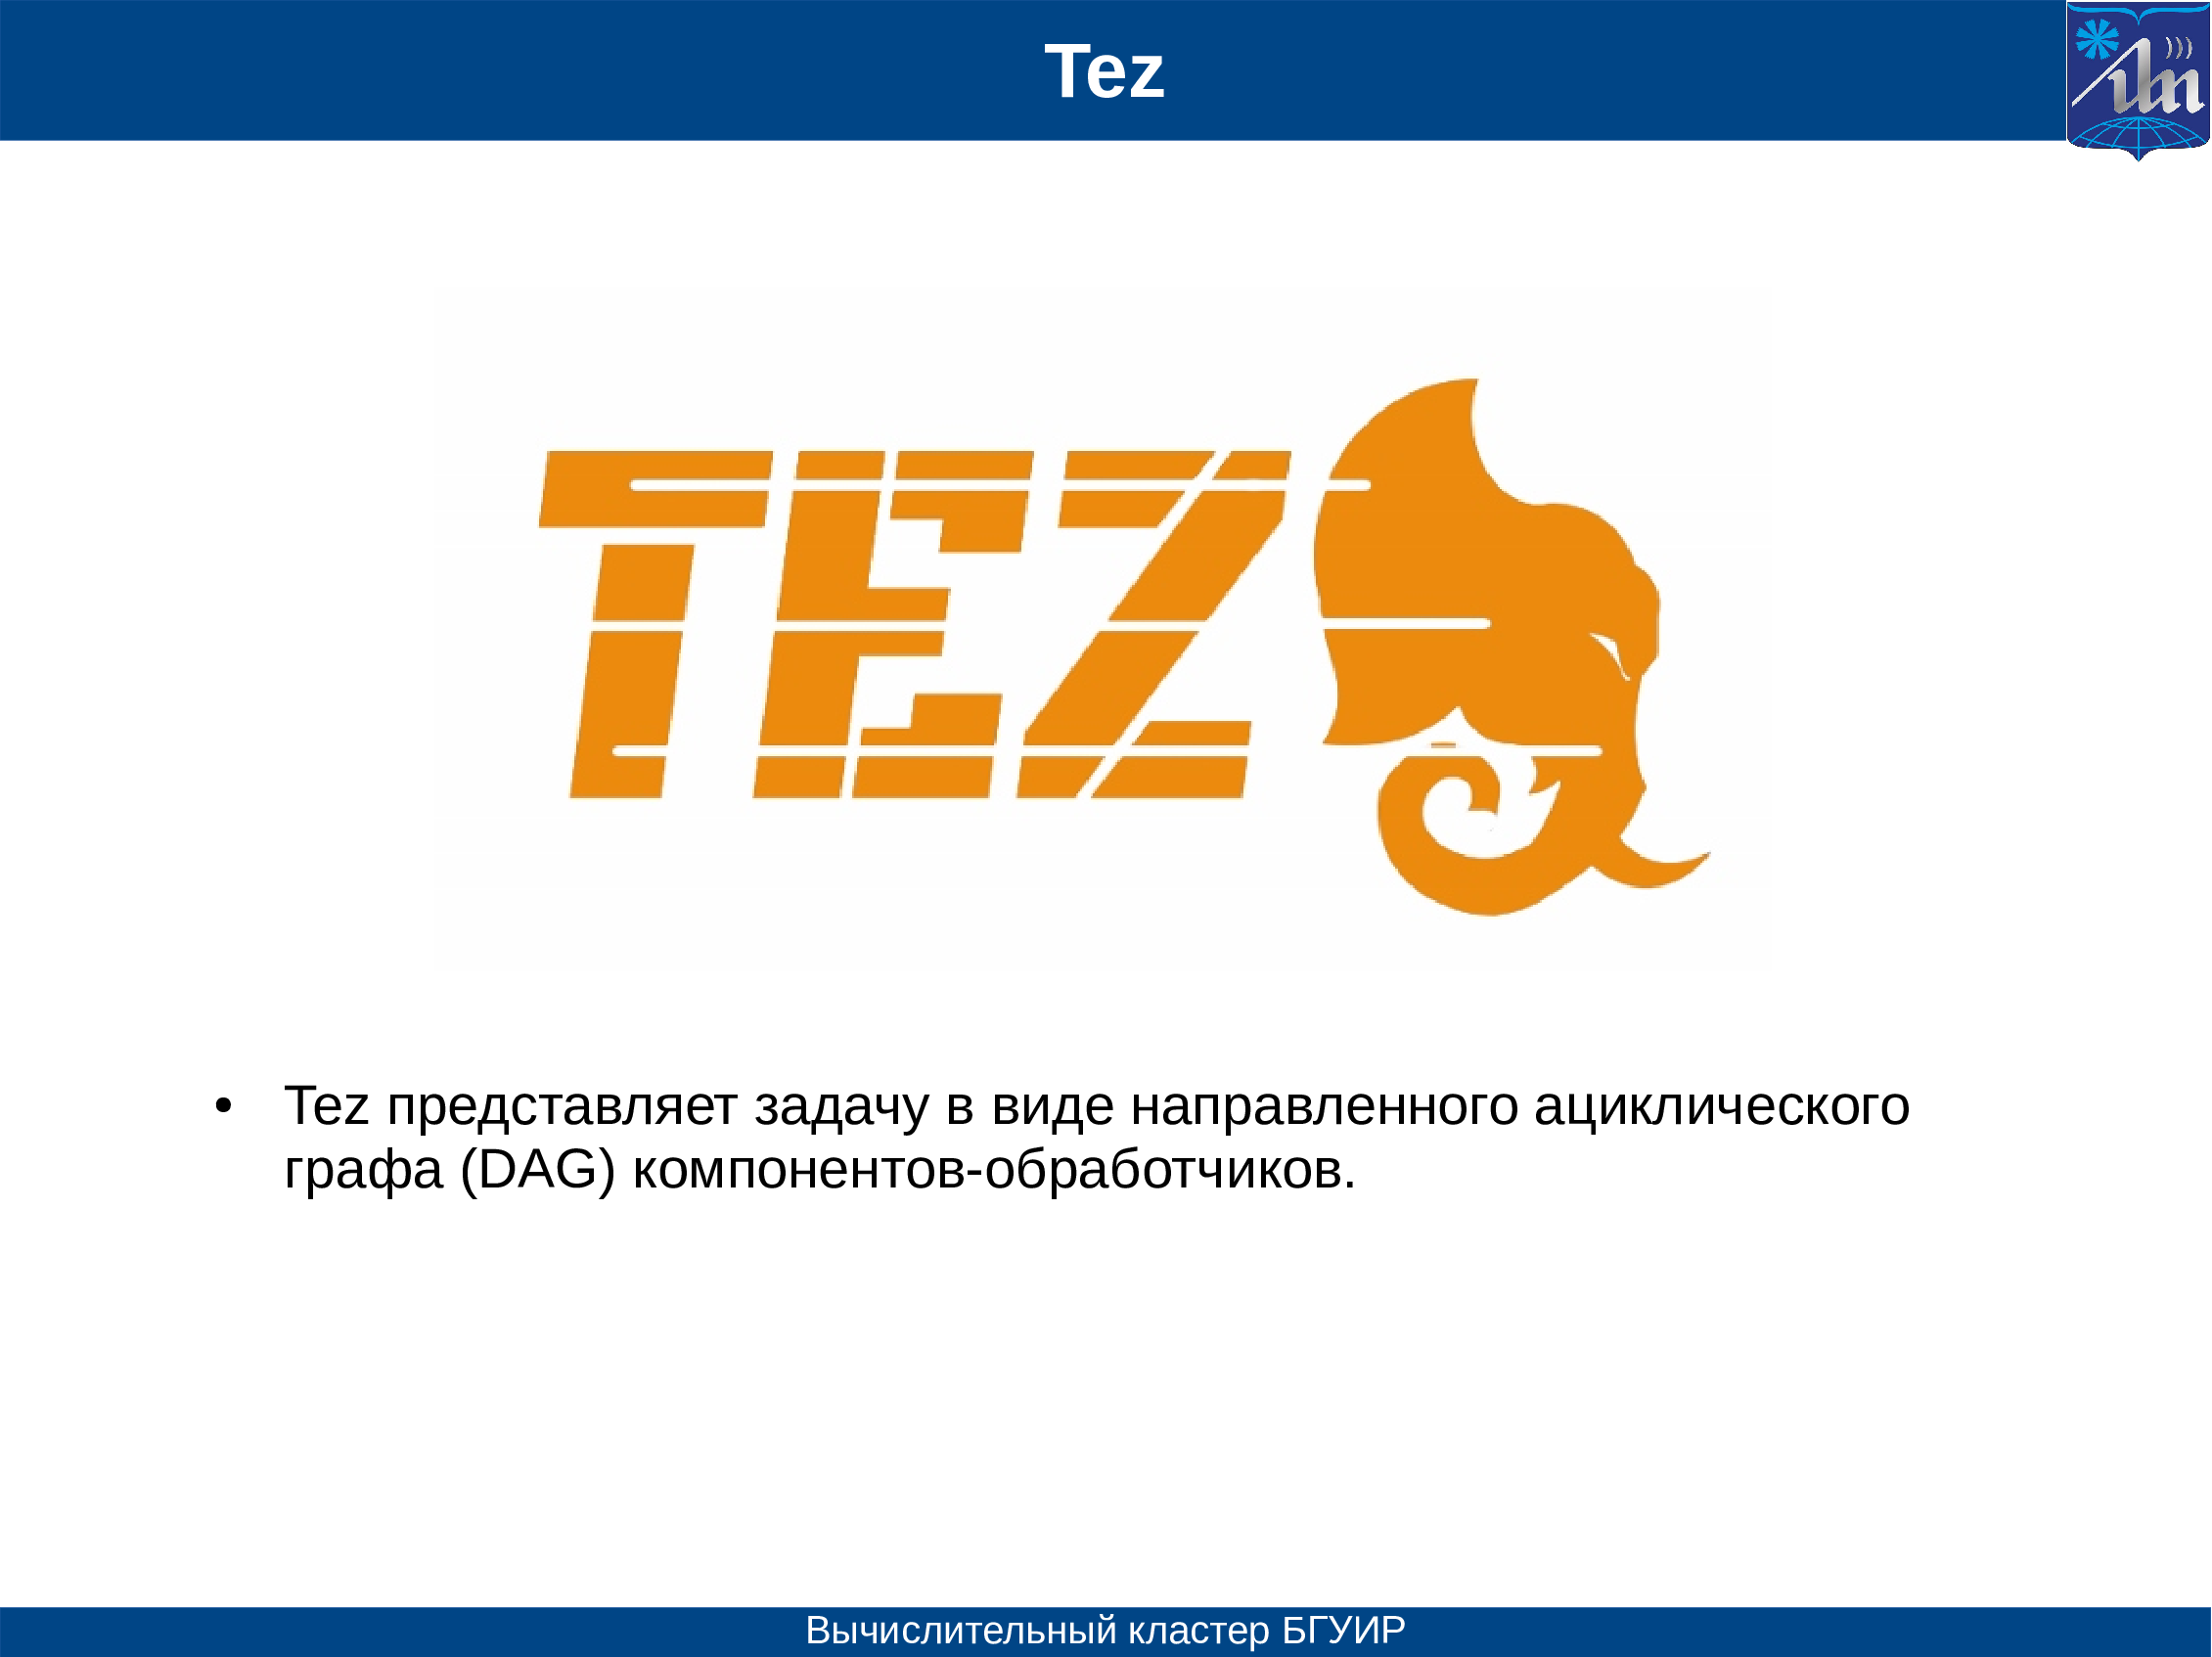 Tez
TEZ
• Tez представляет задачу в виде направленного ациклического
графа (DAG) компонентов-обработчиков.
Вычислительный кластер БГУИР